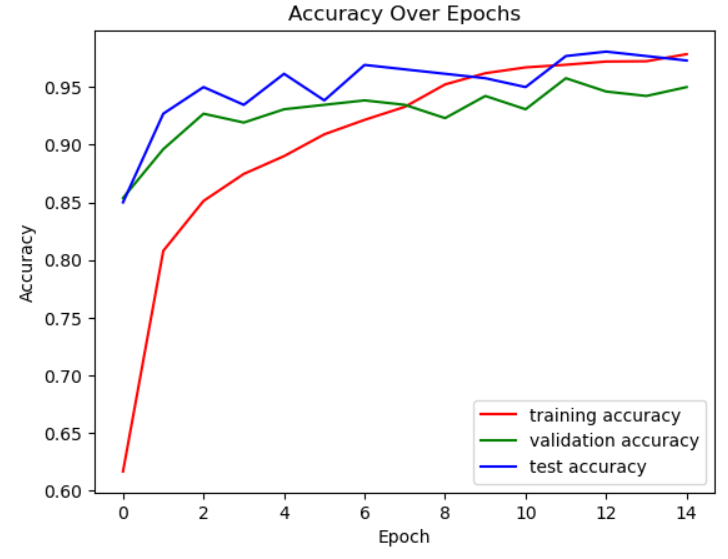 Accuracy Over Epochs
Accuracy
0.95
0.90
0.85
0.80
0.75
0.70
0.65
0.60
0 2 4 6 8 10 12 14
Epoch
training accuracy
validation accuracy
test accuracy